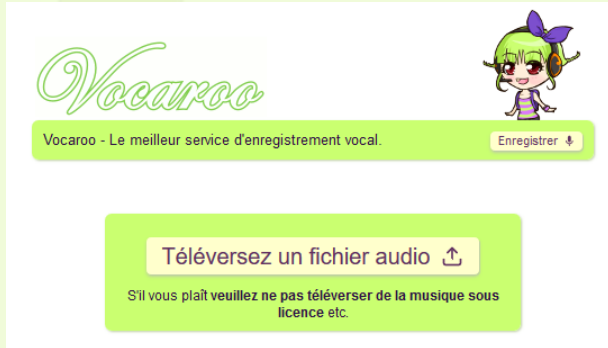 Vocaroo
Vocaroo - Le meilleur service d'enregistrement vocal.
Enregistrer
Téléversez un fichier audio
S'il vous plaît veuillez ne pas téléverser de la musique sous
licence etc.